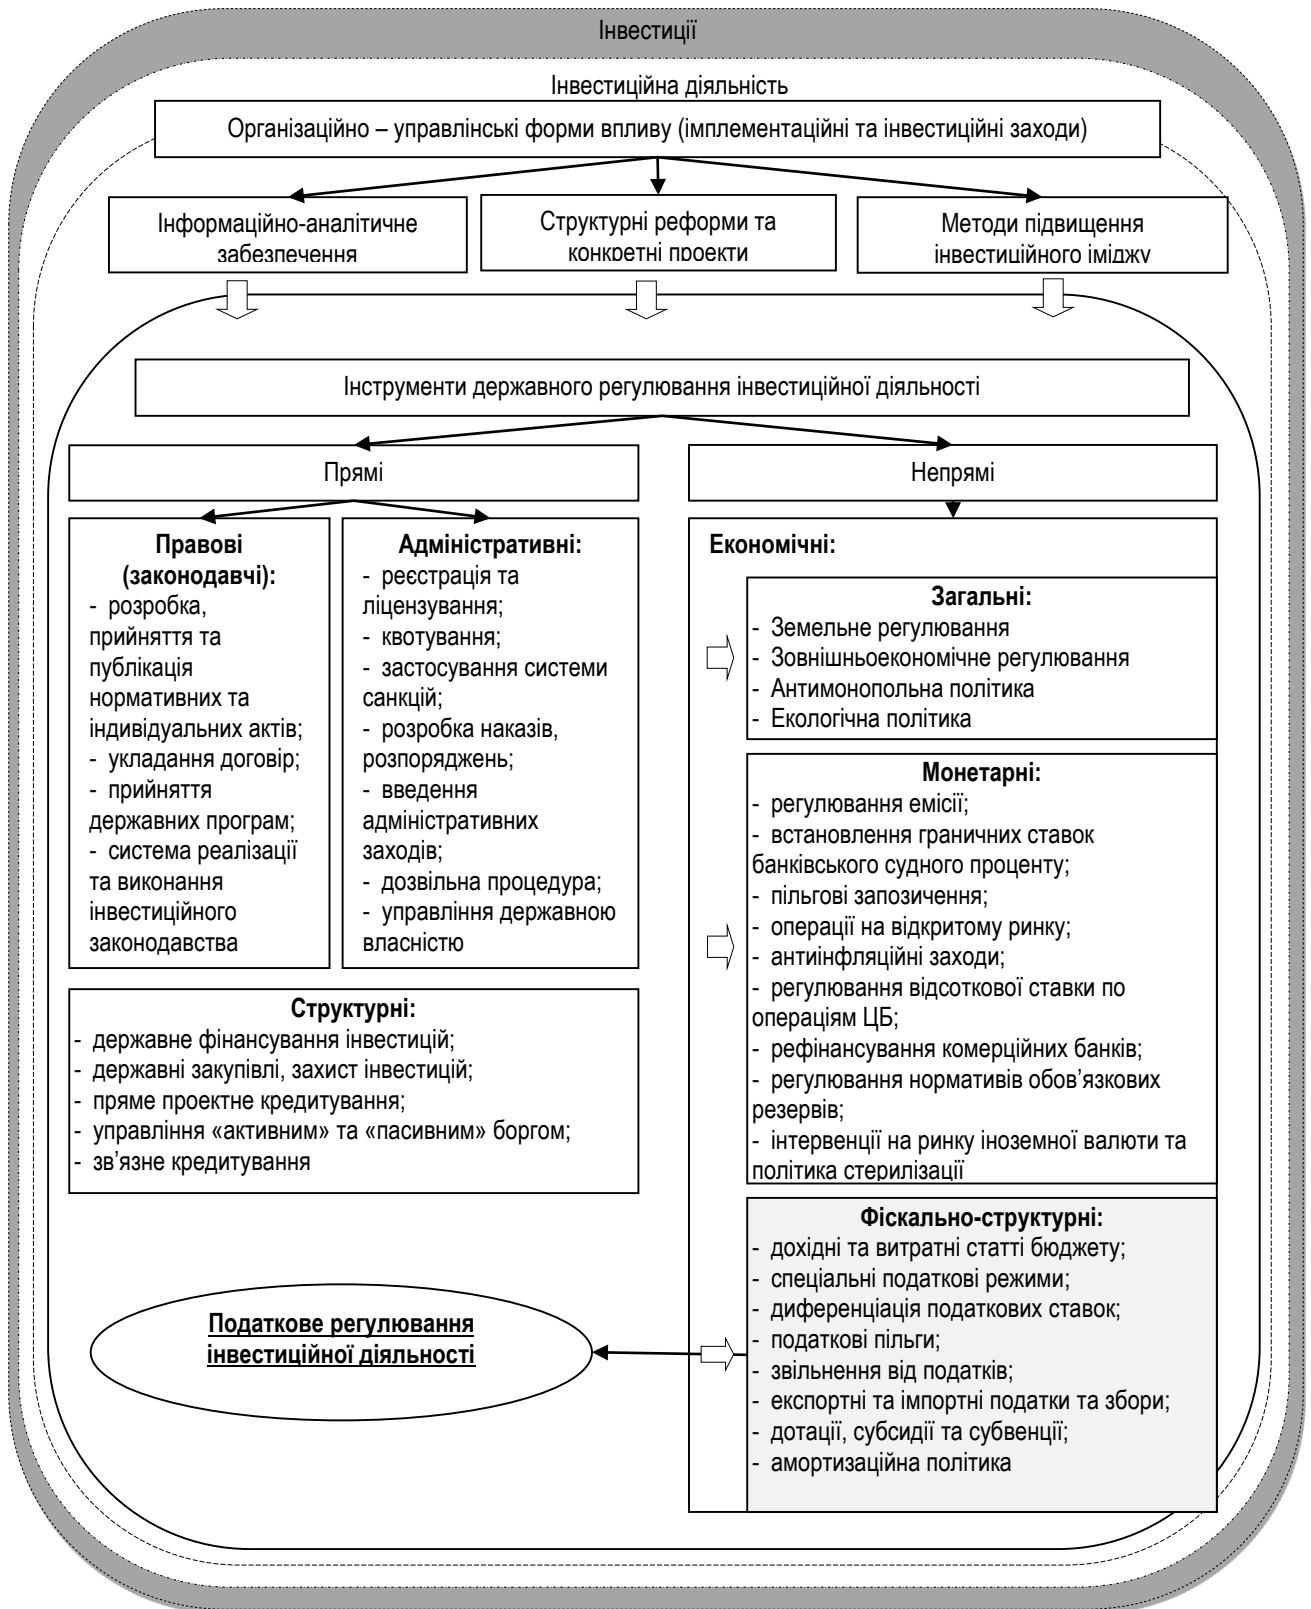 Інвестиції
Інвестиційна діяльність
Організаційно – управлінські форми впливу (імплементаційні та інвестиційні заходи)
Інформаційно-аналітичне
забезпечення
Структурні реформи та
конкретні проекти
Методи підвищення
інвестиційного іміджу
Інструменти державного регулювання інвестиційної діяльності
Прямі
Непрямі
Правові
(законодавчі):
- розробка,
прийняття та
публікація
нормативних та
індивідуальних актів;
- укладання договір;
- прийняття
державних програм;
- система реалізації
та виконання
інвестиційного
законодавства
Адміністративні:
- реєстрація та
ліцензування;
- квотування;
- застосування системи
санкцій;
- розробка наказів,
розпоряджень;
- введення
адміністративних
заходів;
- дозвільна процедура;
- управління державною
власністю
Структурні:
- державне фінансування інвестицій;
- державні закупівлі, захист інвестицій;
- пряме проектне кредитування;
- управління «активним» та «пасивним» боргом;
- зв’язне кредитування
Економічні:
Загальні:
- Земельне регулювання
- Зовнішньоекономічне регулювання
- Антимонопольна політика
- Екологічна політика
Монетарні:
- регулювання емісії;
- встановлення граничних ставок
банківського судного проценту;
- пільгові запозичення;
- операції на відкритому ринку;
- антиінфляційні заходи;
- регулювання відсоткової ставки по
операціям ЦБ;
- рефінансування комерційних банків;
- регулювання нормативів обов’язкових
резервів;
- інтервенції на ринку іноземної валюти та
політика стерилізації
Фіскально-структурні:
- дохідні та витратні статті бюджету;
- спеціальні податкові режими;
- диференціація податкових ставок;
- податкові пільги;
- звільнення від податків;
- експортні та імпортні податки та збори;
- дотації, субсидії та субвенції;
- амортизаційна політика
Податкове регулювання
інвестиційної діяльності